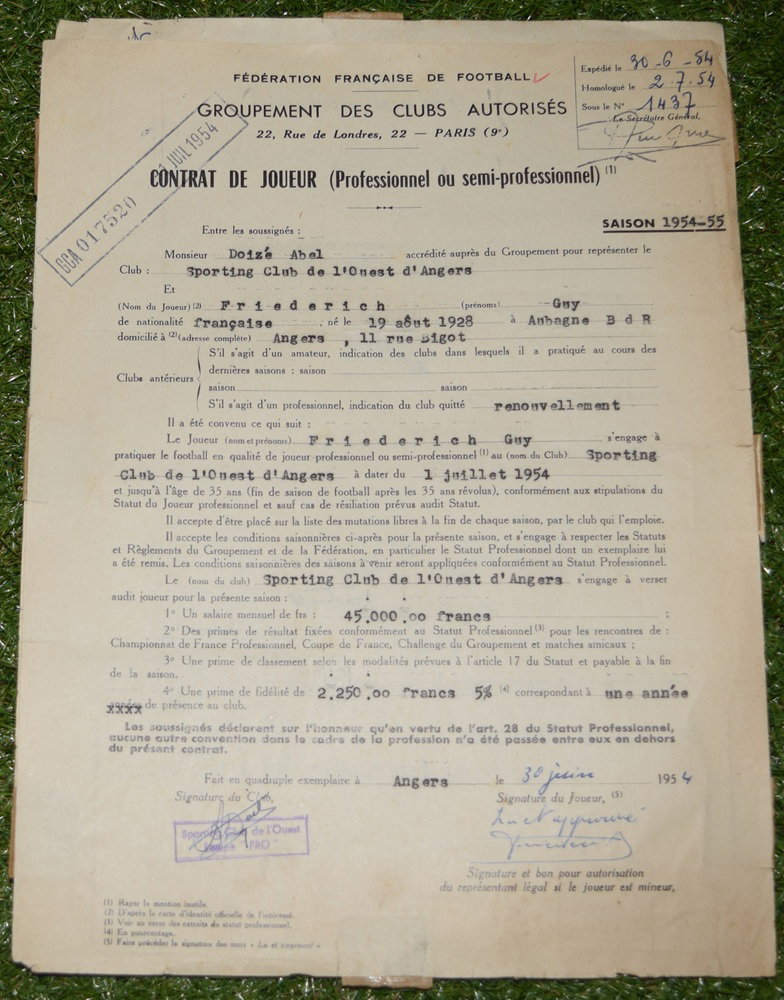 FÉDÉRATION FRANÇAISE DE FOOTBALL
GROUPEMENT DES CLUBS AUTORISÉS
22, Rue de Londres, 22 — PARIS (9e)
Expédié le 30-6-54
Homologué le 2.7.54
Sous le N° 1437
Le Secrétaire Général,
GCA 017520 1 JUIL 1954
CONTRAT DE JOUEUR (Professionnel ou semi-professionnel) (1)
SAISON 1954-55
Entre les soussignés :
Monsieur Doizé Abel accrédité auprès du Groupement pour représenter le
Club : Sporting Club de l'Ouest d'Angers
Et
(Nom du Joueur) (2) Friederich (prénoms) Guy
de nationalité française, né le 19 aôut 1928 à Aubagne B d R
domicilié à (2) (adresse complète) Angers , 11 rue Bigot
Clubs antérieurs
S'il s'agit d'un amateur, indication des clubs dans lesquels il a pratiqué au cours des
dernières saisons : saison
saison saison
S'il s'agit d'un professionnel, indication du club quitté renouvellement
Il a été convenu ce qui suit :
Le Joueur (nom et prénoms) Friederich Guy s'engage à
pratiquer le football en qualité de joueur professionnel ou semi-professionnel (1) au (nom du Club) Sporting
Club de l'Ouest d'Angers à dater du 1 juillet 1954
et jusqu'à l'âge de 35 ans (fin de saison de football après les 35 ans révolus), conformément aux stipulations du
Statut du Joueur professionnel et sauf cas de résiliation prévus audit Statut.
Il accepte d'être placé sur la liste des mutations libres à la fin de chaque saison, par le club qui l'emploie.
Il accepte les conditions saisonnières ci-après pour la présente saison, et s'engage à respecter les Statuts
et Règlements du Groupement et de la Fédération, en particulier le Statut Professionnel dont un exemplaire lui
a été remis. Les conditions saisonnières des saisons à venir seront appliquées conformément au Statut Professionnel.
Le (nom du club) Sporting Club de l'Ouest d'Angers s'engage à verser
audit joueur pour la présente saison :
1° Un salaire mensuel de frs : 45.000,oo francs ;
2° Des primes de résultat fixées conformément au Statut Professionnel (3) pour les rencontres de :
Championnat de France Professionnel, Coupe de France, Challenge du Groupement et matches amicaux ;
3° Une prime de classement selon les modalités prévues à l'article 17 du Statut et payable à la fin
de la saison.
4° Une prime de fidélité de 2.250,oo francs 5% (4) correspondant à une année
années de présence au club.
Les soussignés déclarent sur l'honneur qu'en vertu de l'art. 28 du Statut Professionnel,
aucune autre convention dans le cadre de la profession n'a été passée entre eux en dehors
du présent contrat.
Fait en quadruple exemplaire à Angers le 30 juin 1954
Signature du Club, Signature du Joueur, (5)
Lu et approuvé
Sporting Club de l'Ouest
"PRO"
Signature et bon pour autorisation
du représentant légal si le joueur est mineur,
(1) Rayer la mention inutile.
(2) D'après la carte d'identité officielle de l'intéressé.
(3) Voir au verso des extraits du statut professionnel.
(4) En pourcentage.
(5) Faire précéder la signature des mots « Lu et approuvé ».